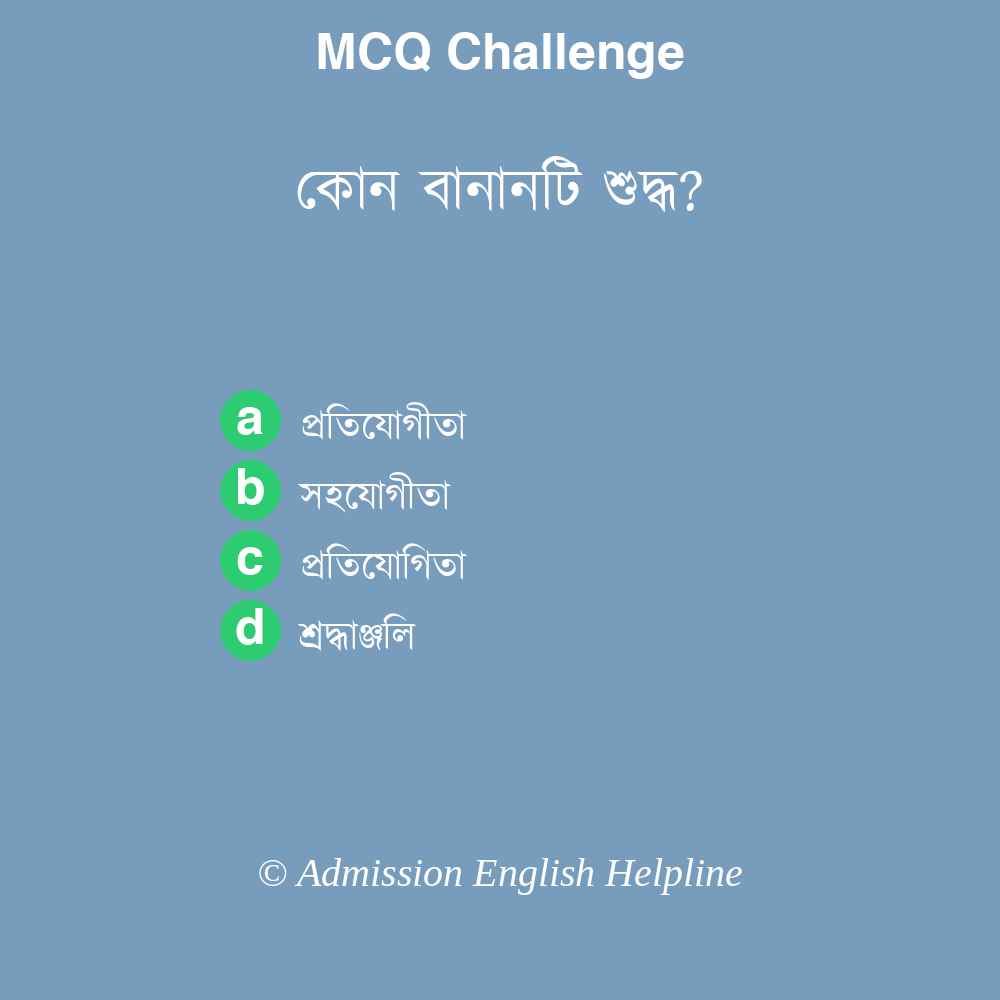 MCQ Challenge
কোন বানানটি শুদ্ধ?
a প্রতিযোগীতা
b সহযোগীতা
c প্রতিযোগিতা
d শ্রদ্ধাঞ্জলি
© Admission English Helpline